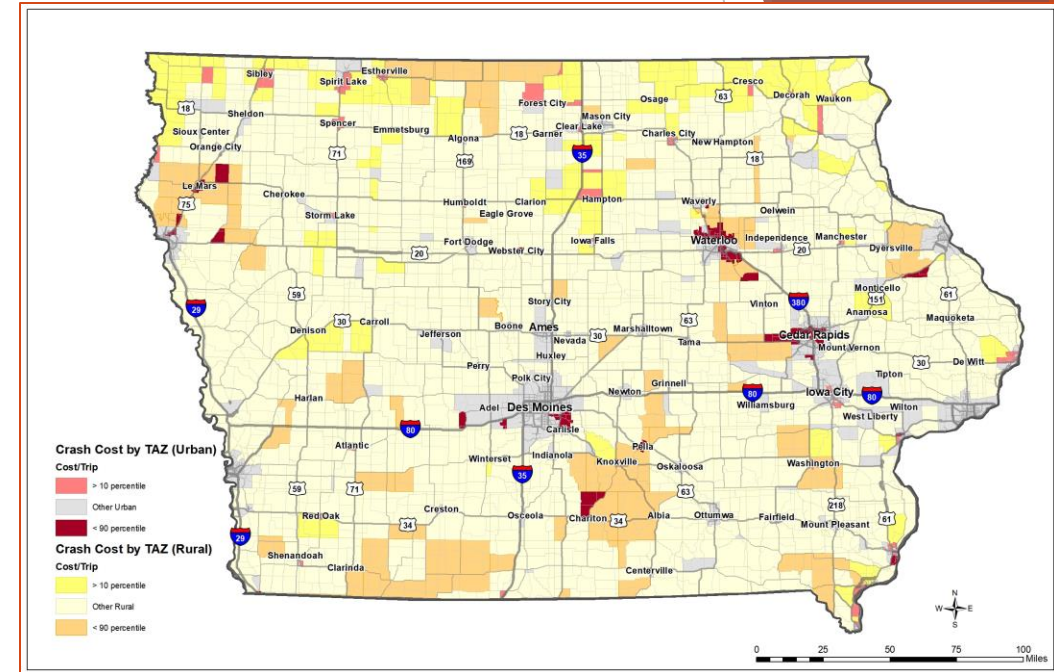 Sibley
Spirit Lake
Estherville
Cresco
63
Decorah
Waukon
18
Sheldon
Forest City
Osage
Mason City
Clear Lake
Sioux Center
Orange City
Spencer
Emmetsburg
Algona
18
Garner
Charles City
New Hampton
71
169
35
18
Le Mars
75
Cherokee
Storm Lake
Humboldt
Clarion
Eagle Grove
Hampton
Waverly
Oelwein
Fort Dodge
Webster City
Iowa Falls
Waterloo
Independence
Manchester
20
Dyersville
20
59
29
Monticello
151
61
Story City
Vinton
380
Anamosa
Maquoketa
Denison
30
Carroll
Jefferson
Boone
Ames
Nevada
30
Marshalltown
63
Tama
Cedar Rapids
Mount Vernon
Huxley
30
De Witt
Perry
Polk City
Grinnell
Tipton
Harlan
Adel
Des Moines
Newton
80
Williamsburg
Iowa City
80
Wilton
West Liberty
80
Carlisle
Atlantic
Winterset
Indianola
Pella
Knoxville
Oskaloosa
Washington
35
59
71
63
218
Red Oak
34
Creston
Osceola
Chariton
34
Albia
Ottumwa
Fairfield
Mount Pleasant
61
29
Shenandoah
Clarinda
Centerville
Crash Cost by TAZ (Urban)
Cost/Trip
> 10 percentile
Other Urban
< 90 percentile
Crash Cost by TAZ (Rural)
Cost/Trip
> 10 percentile
Other Rural
< 90 percentile
N
W E
S
0 25 50 75 100
Miles